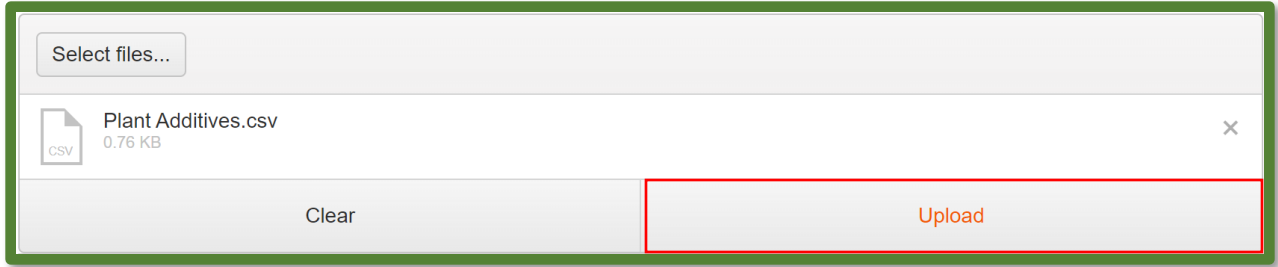 Select files...
Plant Additives.csv
CSV
0.76 KB
Clear
Upload